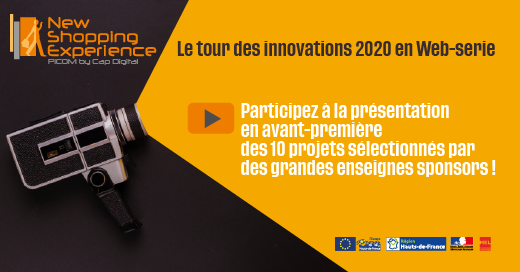 New
Shopping
Experience
PICOM by Cap Digital
Le tour des innovations 2020 en Web-serie
Participez à la présentation
en avant-première
des 10 projets sélectionnés par
des grandes enseignes sponsors !
Région
Hauts-de-France